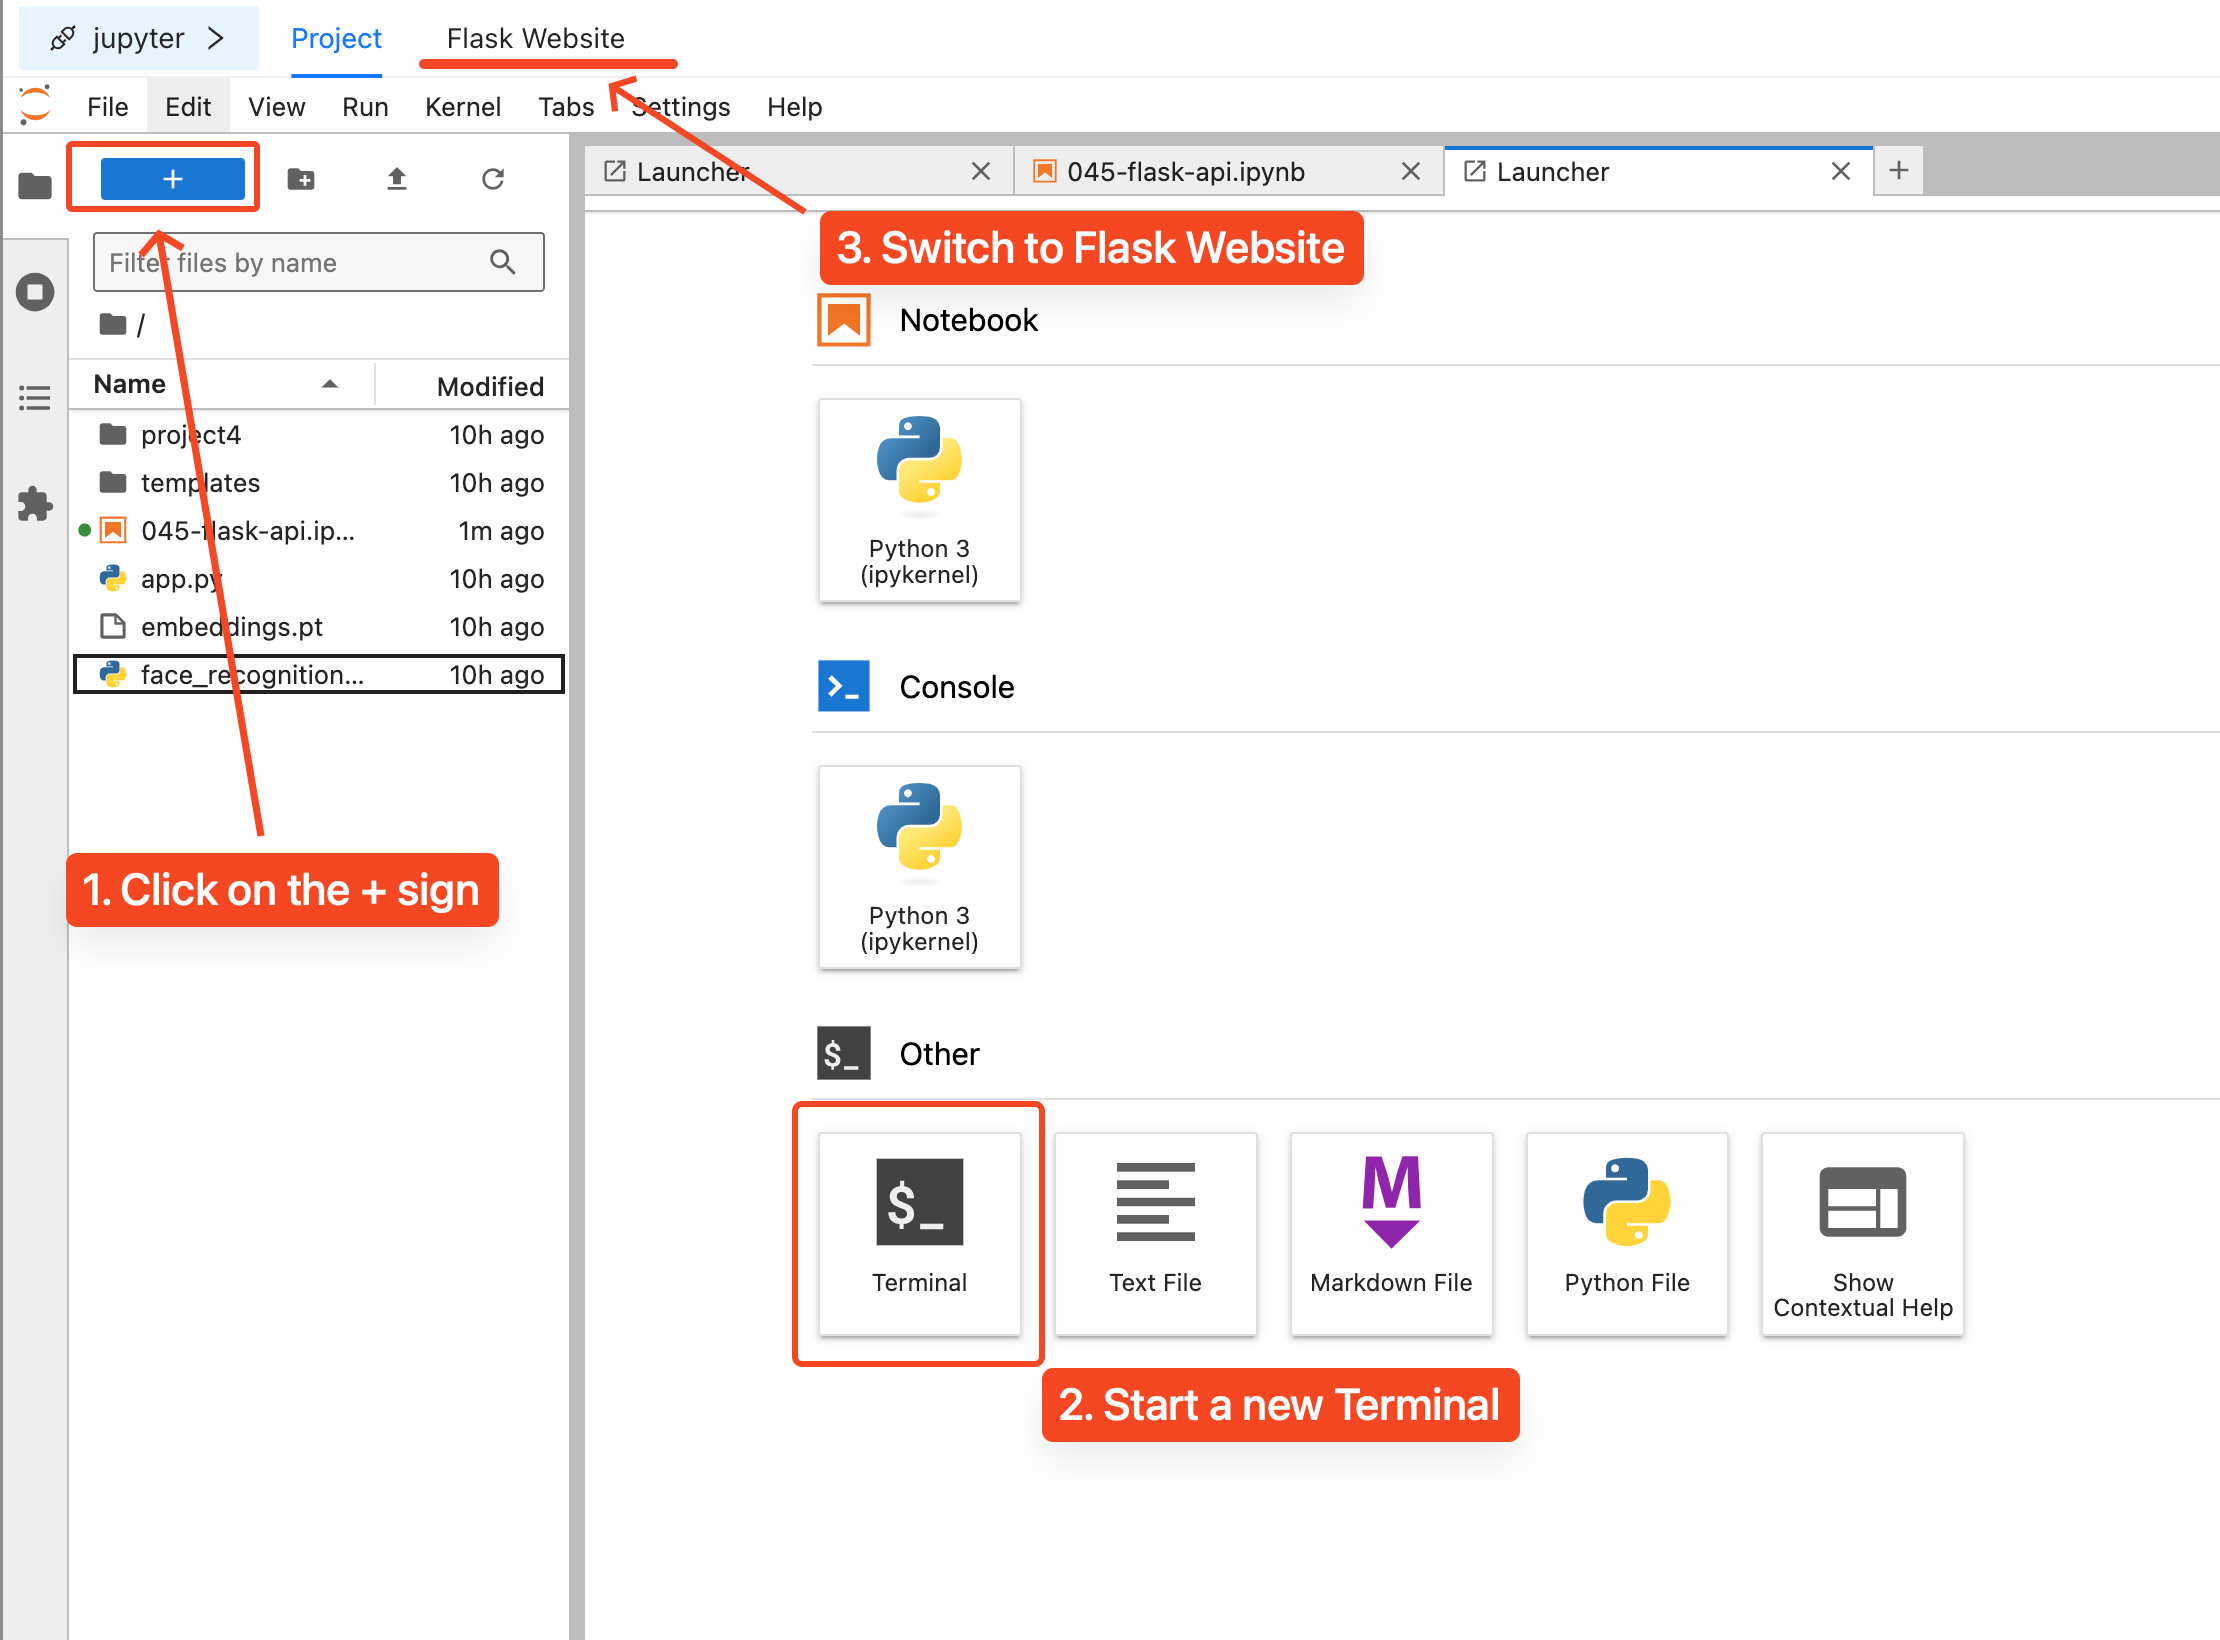 jupyter
Project
Flask Website
File Edit View Run Kernel Tabs Settings Help
+
Launcher
045-flask-api.ipynb
Launcher
+
3. Switch to Flask Website
Filter files by name
/
Name Modified
project4 10h ago
templates 10h ago
045-flask-api.ip... 1m ago
app.py 10h ago
embeddings.pt 10h ago
face_recognition... 10h ago
1. Click on the + sign
Notebook
Python 3
(ipykernel)
Console
Python 3
(ipykernel)
$_ Other
$_
Terminal
Text File
M
Markdown File
Python File
Show
Contextual Help
2. Start a new Terminal